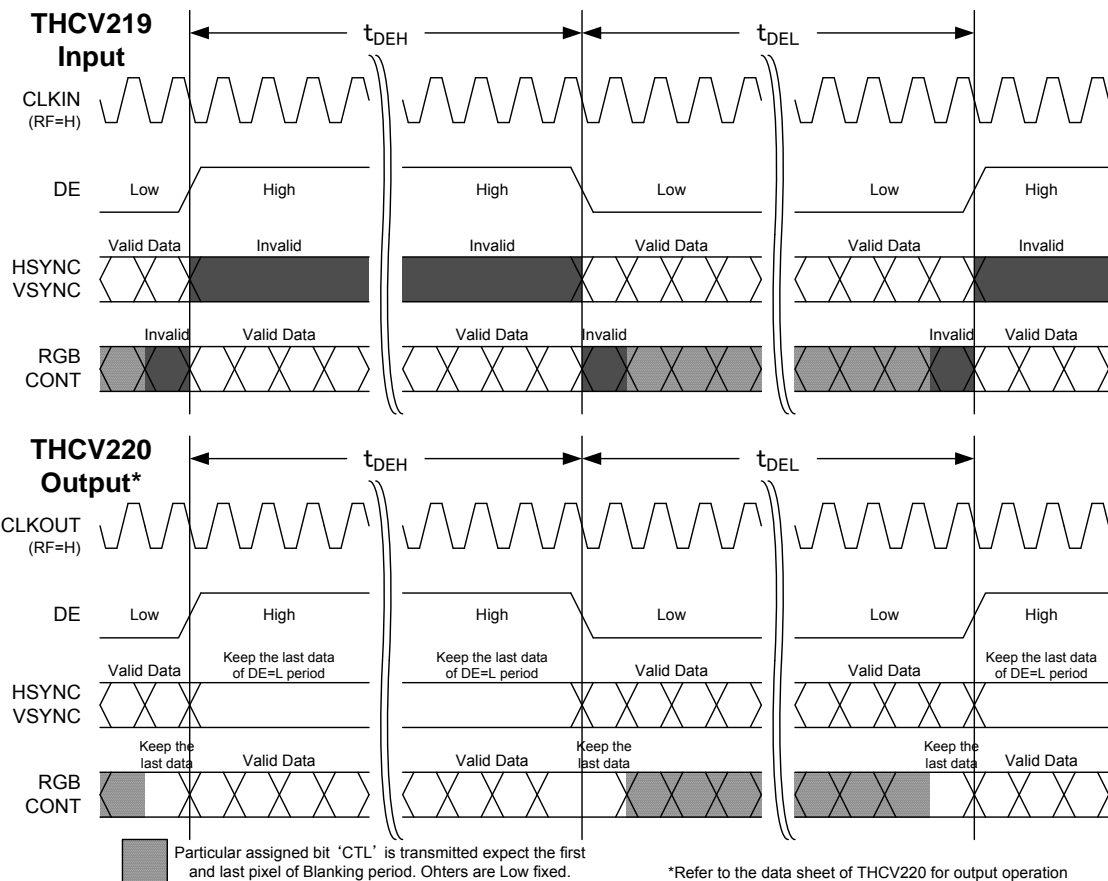 THCV219
Input
tDEH
tDEL
CLKIN
(RF=H)
DE
Low
High
High
Low
Low
High
Valid Data
Invalid
Invalid
Valid Data
Valid Data
Invalid
HSYNC
VSYNC
Invalid
Valid Data
Valid Data
Invalid
Invalid
Valid Data
RGB
CONT
THCV220
Output*
tDEH
tDEL
CLKOUT
(RF=H)
DE
Low
High
High
Low
Low
High
Valid Data
Keep the last data
of DE=L period
Keep the last data
of DE=L period
Valid Data
Valid Data
Keep the last data
of DE=L period
HSYNC
VSYNC
Keep the
last data
Valid Data
Valid Data
Keep the
last data
Keep the
last data
Valid Data
RGB
CONT
Particular assigned bit ‘CTL’ is transmitted expect the first
and last pixel of Blanking period. Ohters are Low fixed.
*Refer to the data sheet of THCV220 for output operation